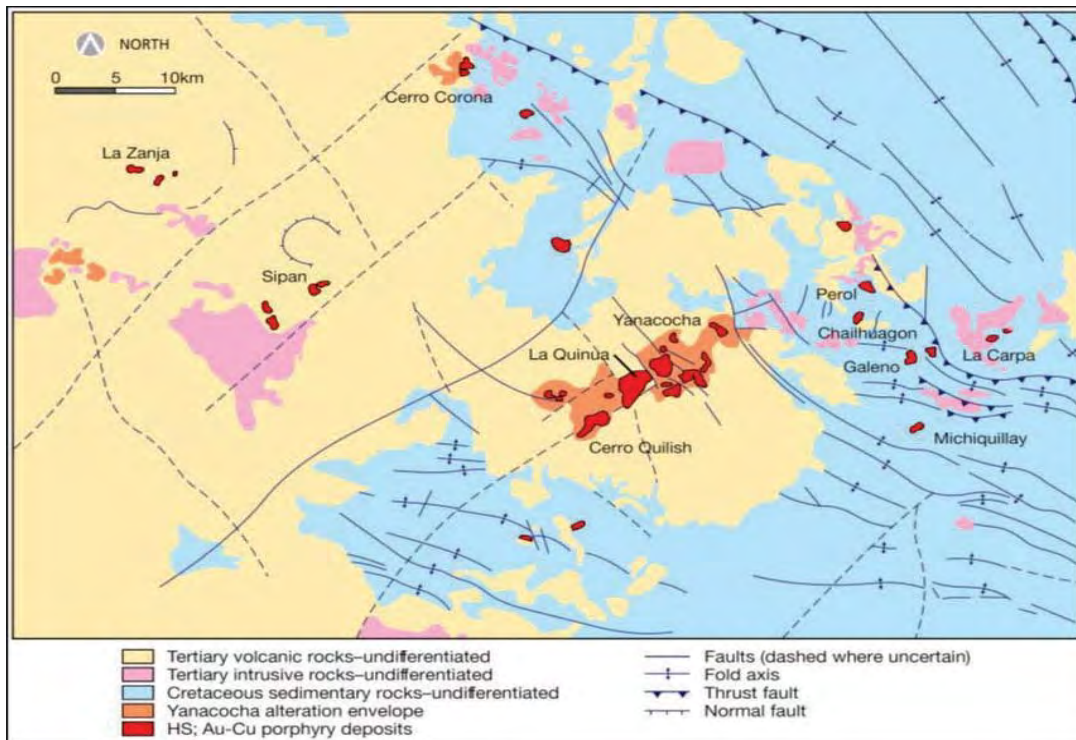 NORTH
0 5 10km
Cerro Corona
La Zanja
Sipan
Perol
Yanacocha
Chailhuagon
La Quinua
Galeno
La Carpa
Cerro Quilish
Michiquillay
Tertiary volcanic rocks–undifferentiated
Tertiary intrusive rocks–undifferentiated
Cretaceous sedimentary rocks–undifferentiated
Yanacocha alteration envelope
HS; Au-Cu porphyry deposits
Faults (dashed where uncertain)
Fold axis
Thrust fault
Normal fault